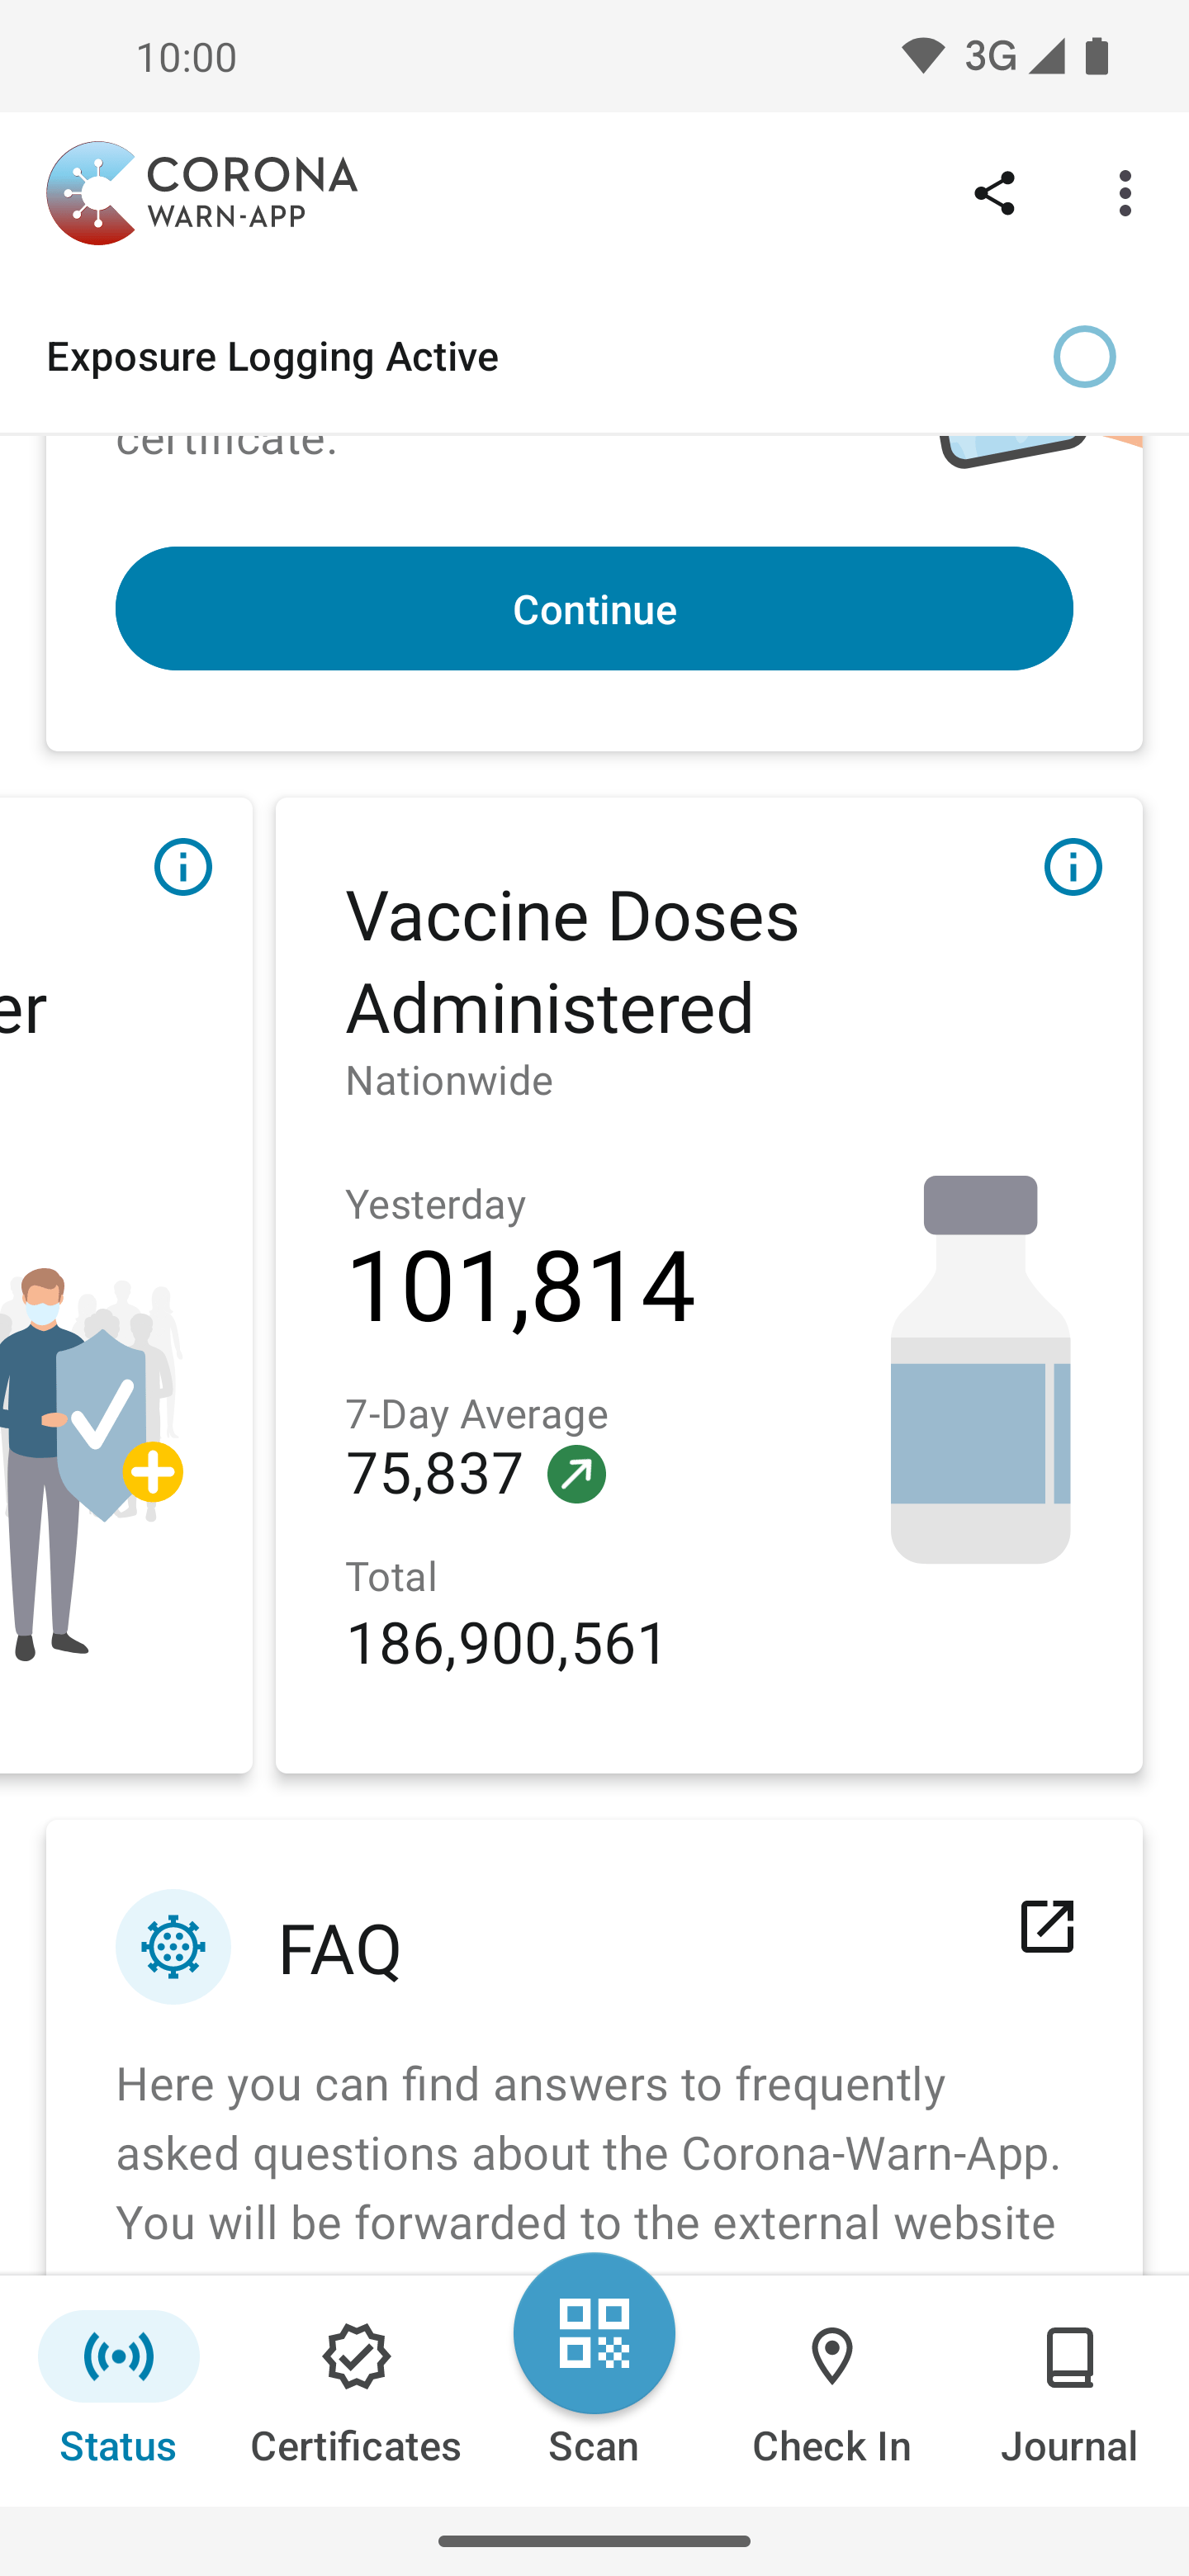 10:00
3G
CORONA
WARN-APP
Exposure Logging Active
certificate.
Continue
er
Vaccine Doses
Administered
Nationwide
Yesterday
101,814
7-Day Average
75,837
Total
186,900,561
FAQ
Here you can find answers to frequently
asked questions about the Corona-Warn-App.
You will be forwarded to the external website
Status
Certificates
Scan
Check In
Journal